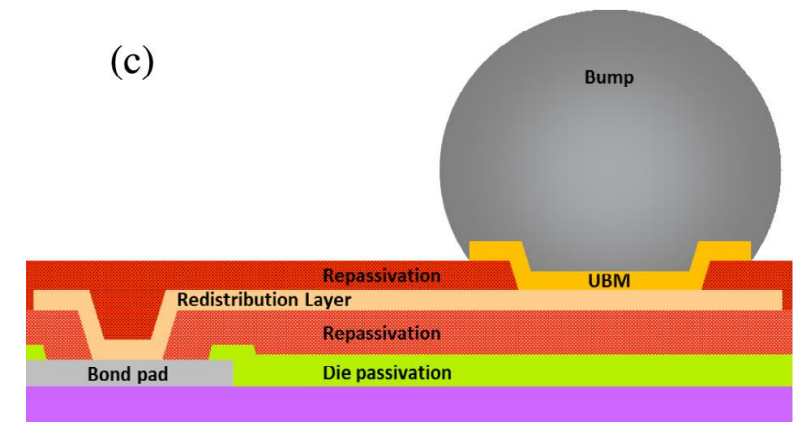 (c)
Bump
Repassivation
UBM
Redistribution Layer
Repassivation
Bond pad
Die passivation